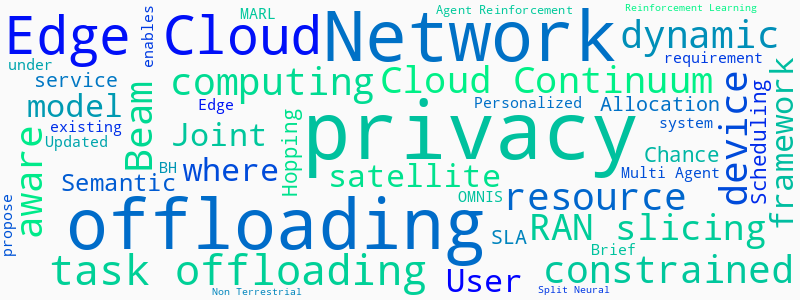 Edge
Cloud
Network
MARL
Agent Reinforcement
Reinforcement Learning
dynamic
enables
under
service
computing
Cloud Continuum
requirement
framework
model
Beam
Edge
Personalized
Allocation
device
Scheduling
existing
Updated
Joint
Hopping
privacy
system
aware
BH
where
satellite
Chance
Multi Agent
Semantic
OMNIS
resource
propose
offloading
SLA
RAN slicing
Brief
task offloading
User
constrained
Non Terrestrial
Split Neural